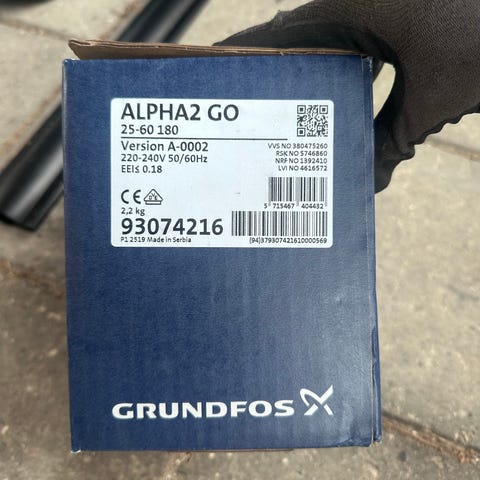 ALPHA2 GO
25-60 180
Version A-0002
220-240V 50/60Hz
EEI≤ 0.18
VVS NO 380475260
RSK NO 5746860
NRF NO 1392410
LVI NO 4616572
CE
2,2 kg
93074216
P1 2519 Made in Serbia
5 715467 404432
(94)379307421610000569
GRUNDFOS